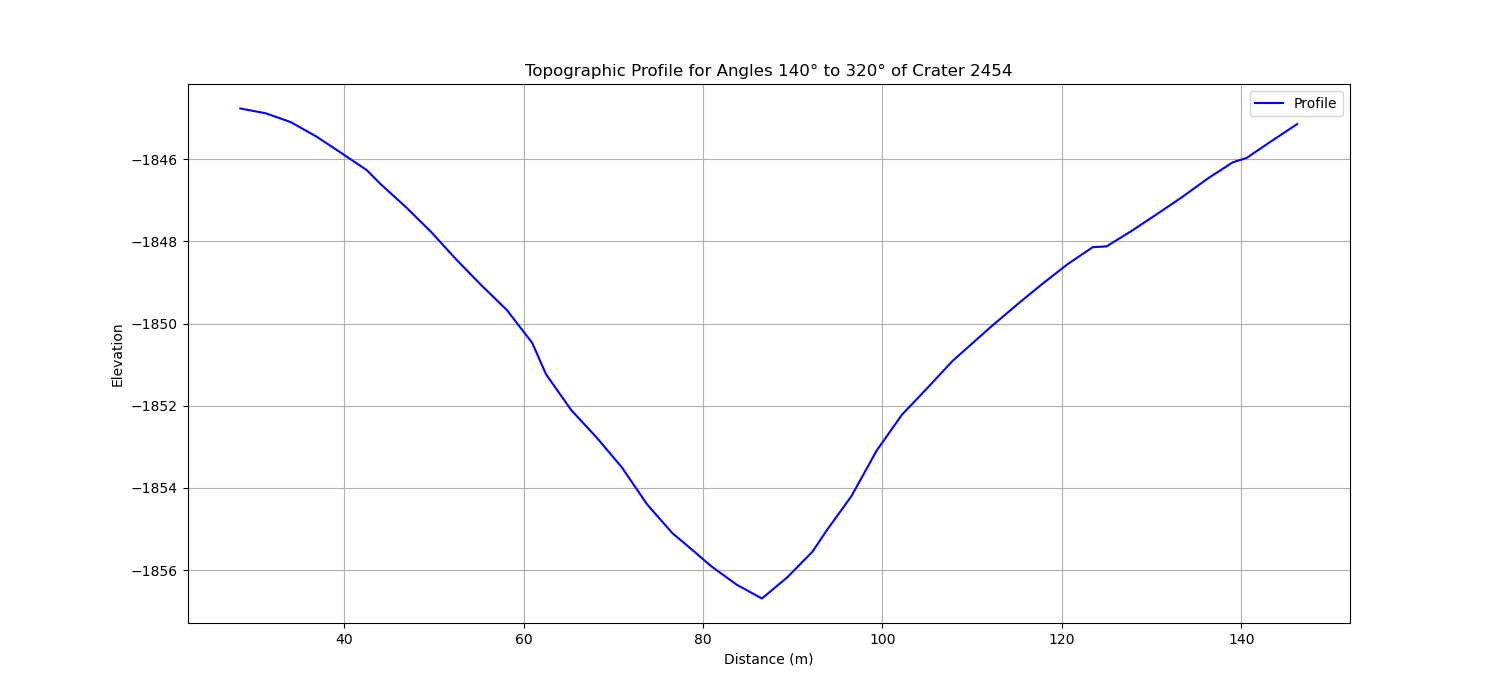 Topographic Profile for Angles 140° to 320° of Crater 2454
Profile
−1846
−1848
−1850
−1852
−1854
−1856
Elevation
40 60 80 100 120 140
Distance (m)